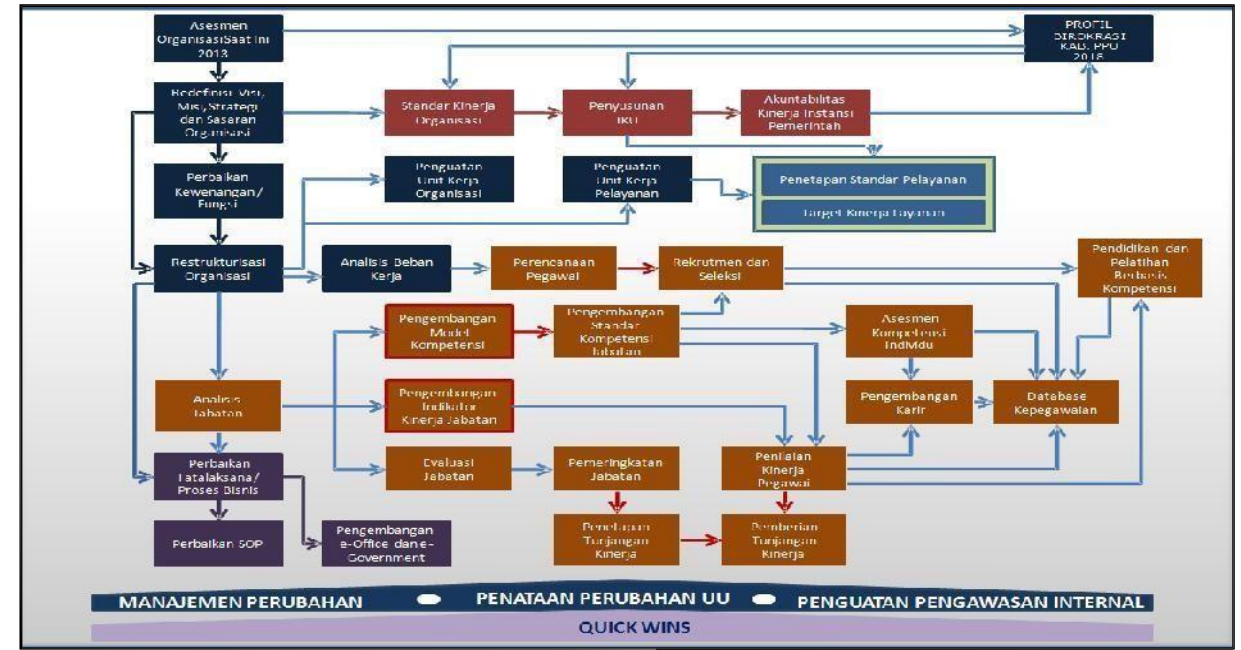 Asesmen
OrganisasiSaat Ini
2013
PROFIL
BIROKRASI
KAB. PPU
2018
Redefinisi Visi,
Misi, Strategi
dan Sasaran
Organisasi
Standar Kinerja
Organisasi
Penyusunan
IKU
Akuntabilitas
Kinerja Instansi
Pemerintah
Perbaikan
Kewenangan/
Fungsi
Penguatan
Unit Kerja
Organisasi
Penguatan
Unit Kerja
Pelayanan
Penetapan Standar Pelayanan
Target Kinerja Layanan
Restrukturisasi
Organisasi
Analisis Beban
Kerja
Perencanaan
Pegawai
Rekrutmen dan
Seleksi
Pendidikan dan
Pelatihan
Berbasis
Kompetensi
Pengembangan
Model
Kompetensi
Pengembangan
Standar
Kompetensi
Jabatan
Asesmen
Kompetensi
Individu
Analisis
Jabatan
Pengembangan
Indikator
Kinerja Jabatan
Pengembangan
Karir
Database
Kepegawaian
Perbaikan
Tatalaksana/
Proses Bisnis
Evaluasi
Jabatan
Pemeringkatan
Jabatan
Penilaian
Kinerja
Pegawai
Perbaikan SOP
Pengembangan
e-Office dan e-
Government
Penetapan
Tunjangan
Kinerja
Pemberian
Tunjangan
Kinerja
MANAJEMEN PERUBAHAN
PENATAAN PERUBAHAN UU
PENGUATAN PENGAWASAN INTERNAL
QUICK WINS